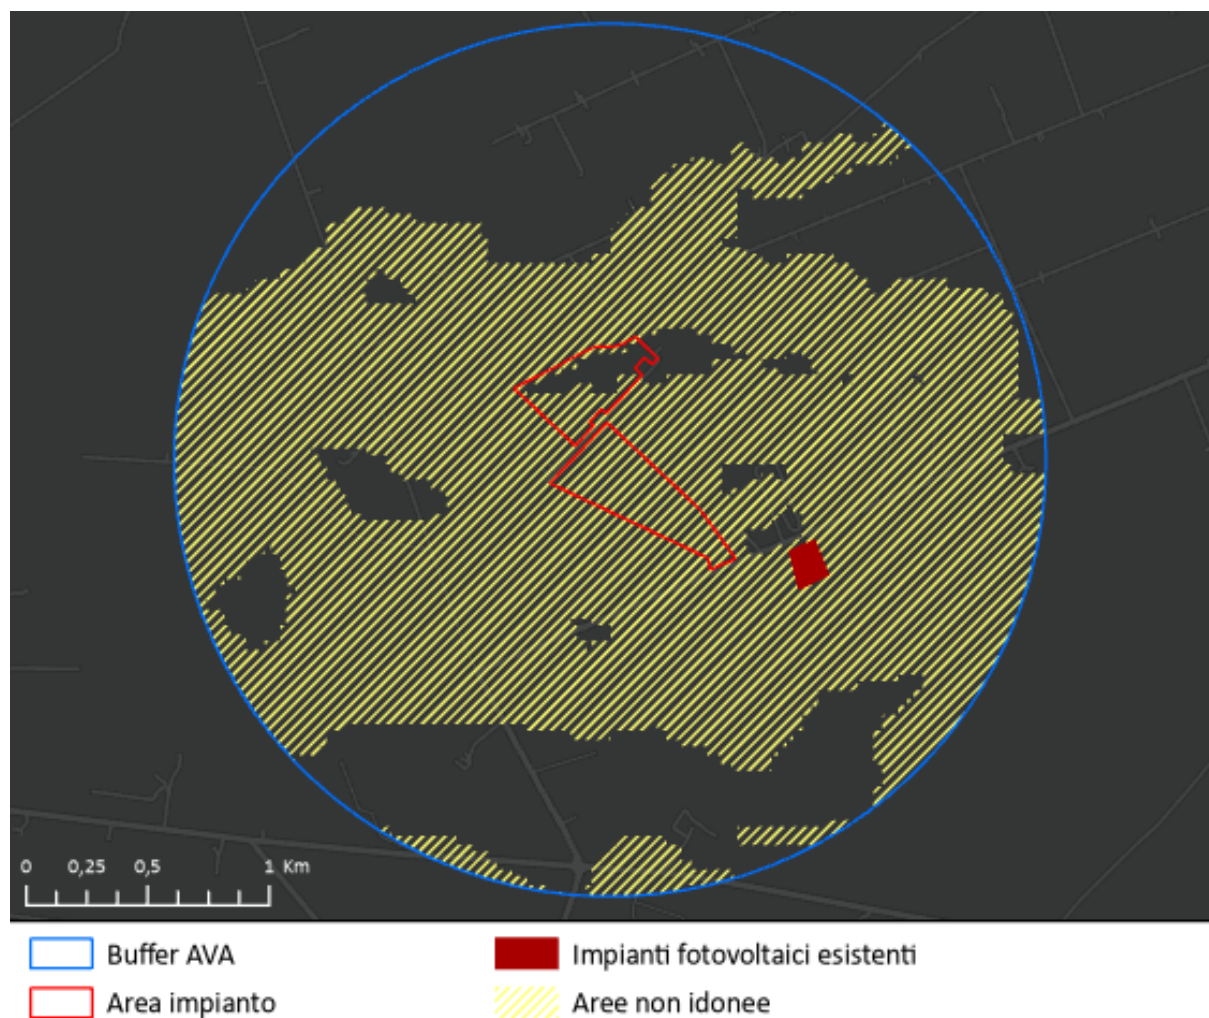 0 0,25 0,5 1 Km
Buffer AVA
Impianti fotovoltaici esistenti
Area impianto
Aree non idonee